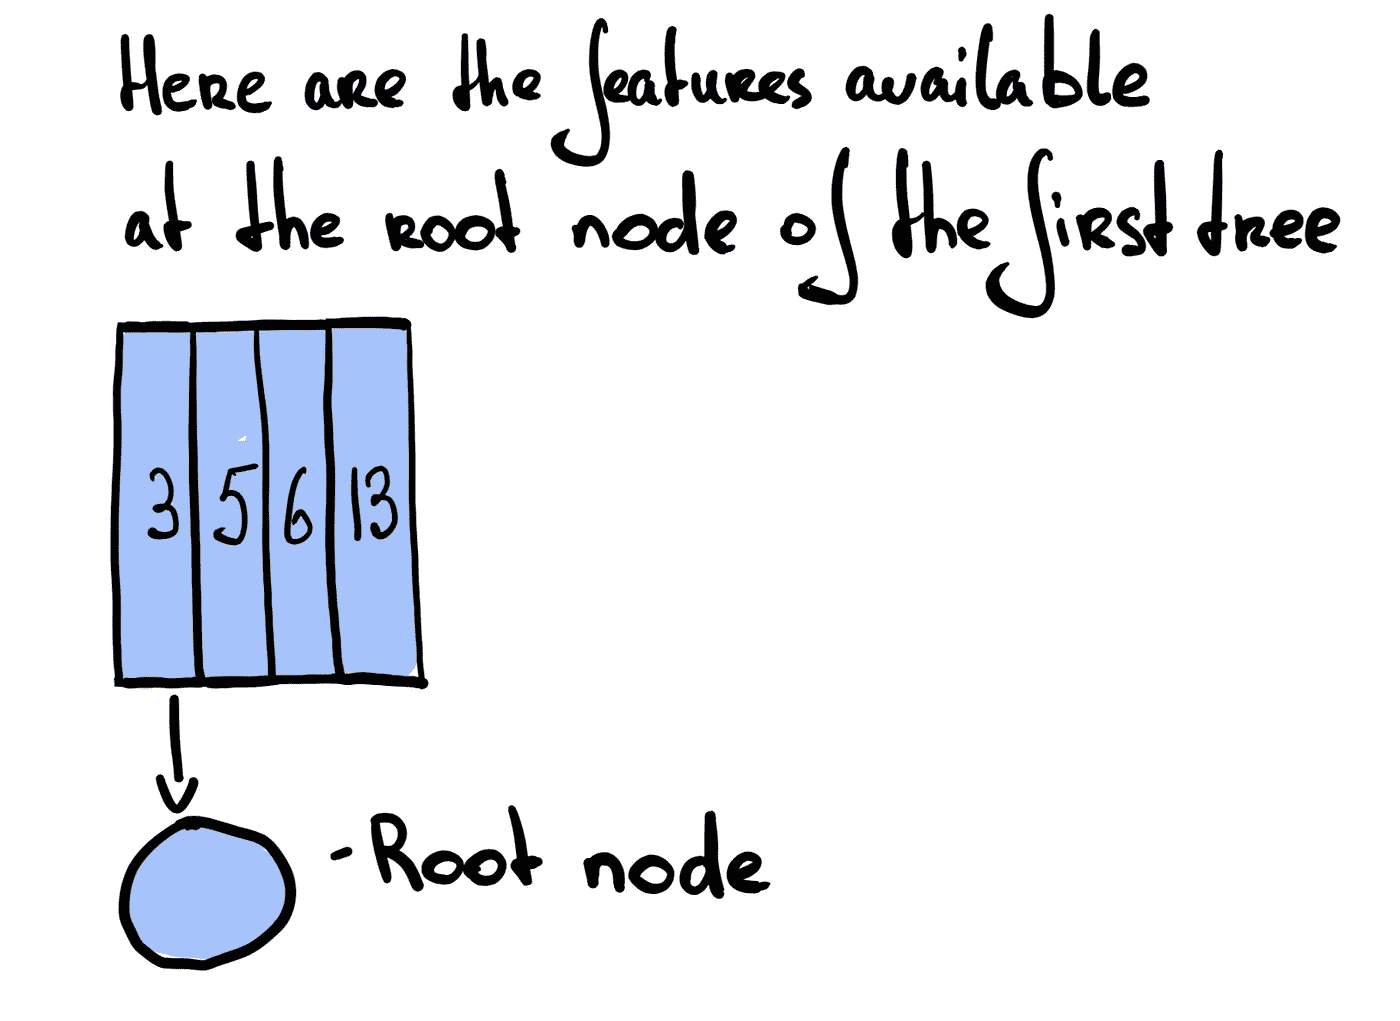 Here are the features available
at the root node of the first tree
3 5 6 13
- Root node